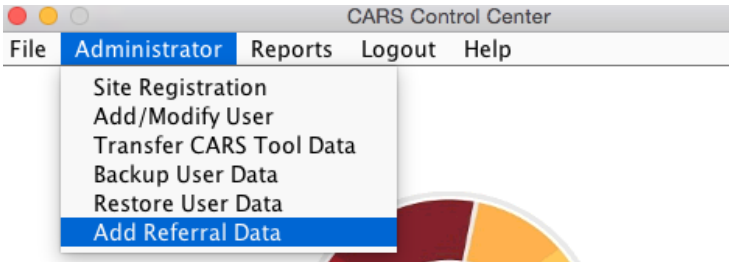 CARS Control Center
File Administrator Reports Logout Help
Site Registration
Add/Modify User
Transfer CARS Tool Data
Backup User Data
Restore User Data
Add Referral Data